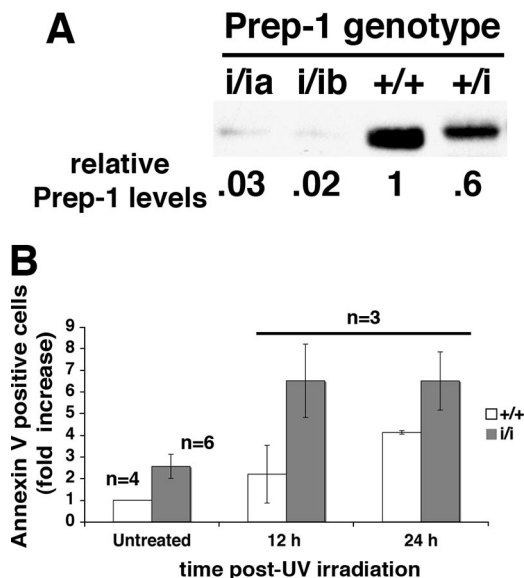 A
Prep-1 genotype
i/ia i/ib +/+ +/i
relative
Prep-1 levels .03 .02 1 .6
B
Annexin V positive cells
(fold increase)
9
8
7
6
5
4
3
2
1
0
n=4
n=6
n=3
+/+
i/i
Untreated 12 h 24 h
time post-UV irradiation